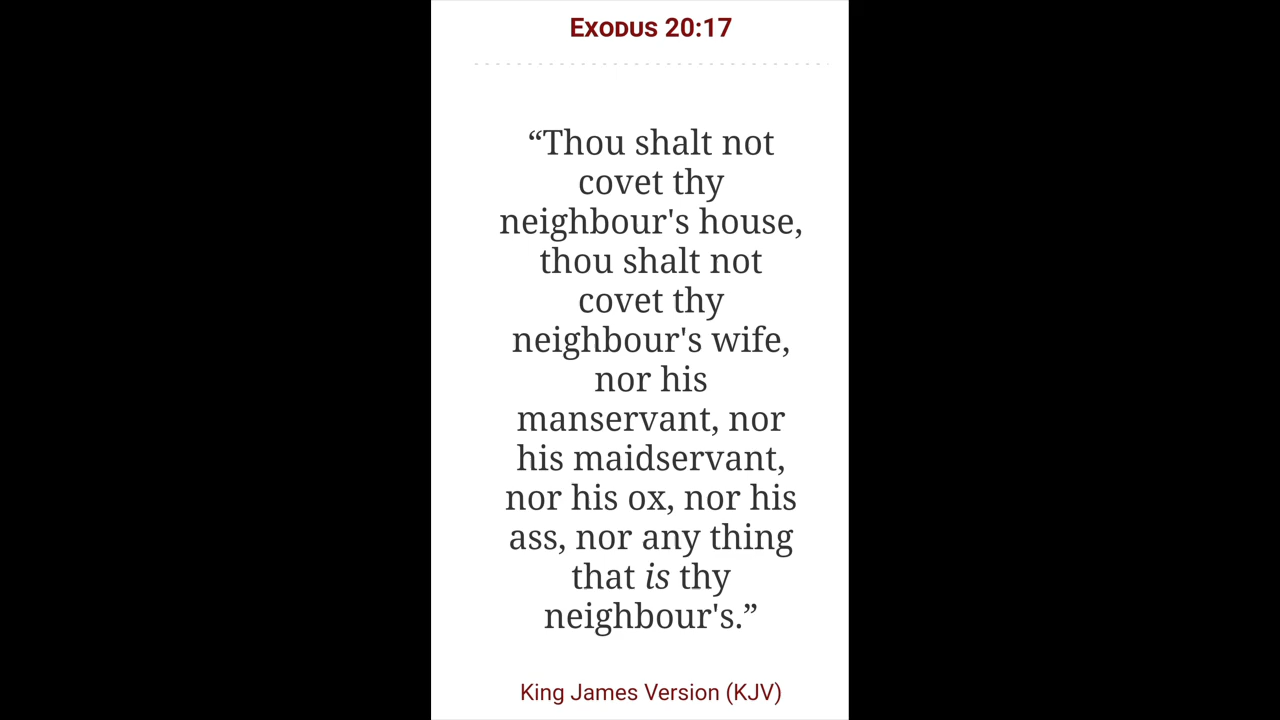 Exodus 20:17
“Thou shalt not
covet thy
neighbour's house,
thou shalt not
covet thy
neighbour's wife,
nor his
manservant, nor
his maidservant,
nor his ox, nor his
ass, nor any thing
that is thy
neighbour's.”
King James Version (KJV)